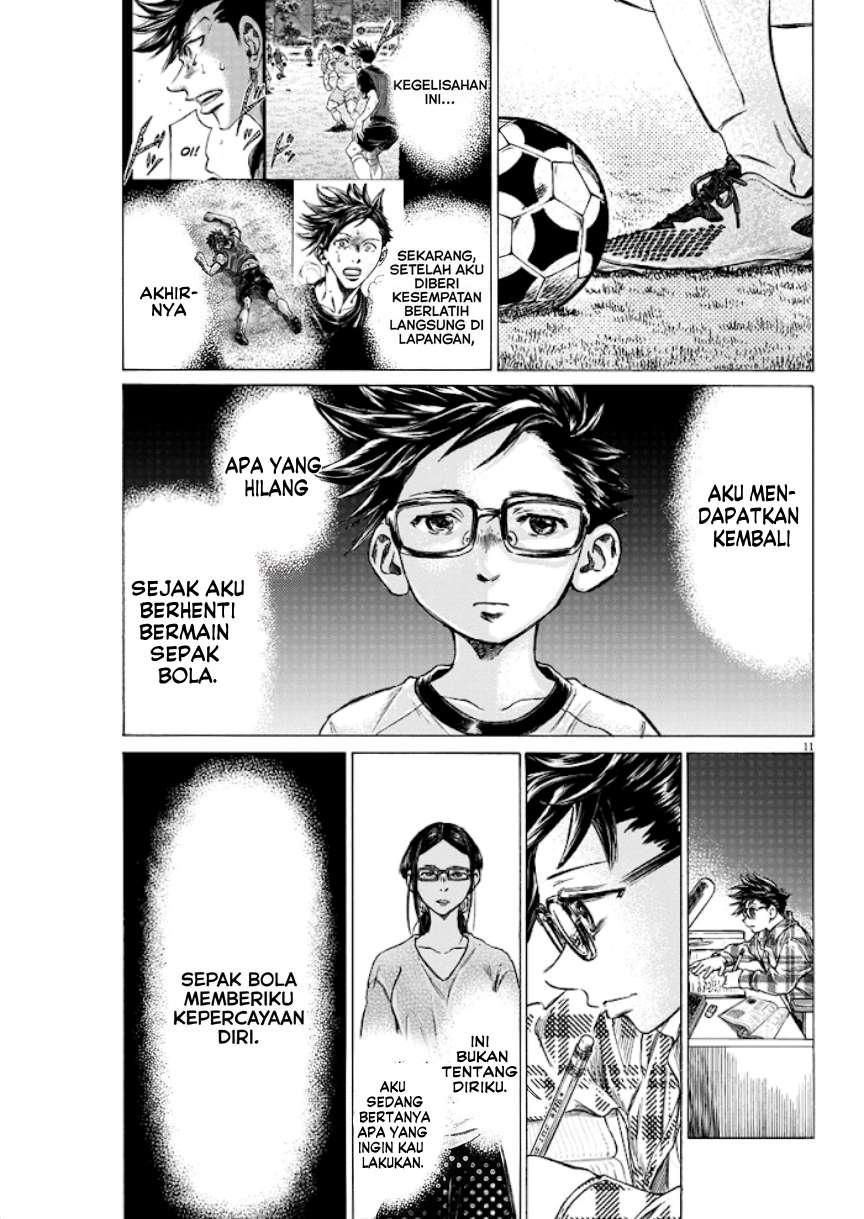 KEGELISAHAN
INI...
OI!
SEKARANG,
SETELAH AKU
DIBERI
KESEMPATAN
BERLATIH
LANGSUNG DI
LAPANGAN,
AKHIR-
NYA
AKU MEN-
DAPATKAN
KEMBALI
APA YANG
HILANG
SEJAK AKU
BERHENTI
BERMAIN
SEPAK
BOLA.
11
INI
BUKAN
TENTANG
DIRIKU.
AKU
SEDANG
BERTANYA
APA YANG
INGIN KAU
LAKUKAN.
SEPAK BOLA
MEMBERIKU
KEPERCAYAAN
DIRI.